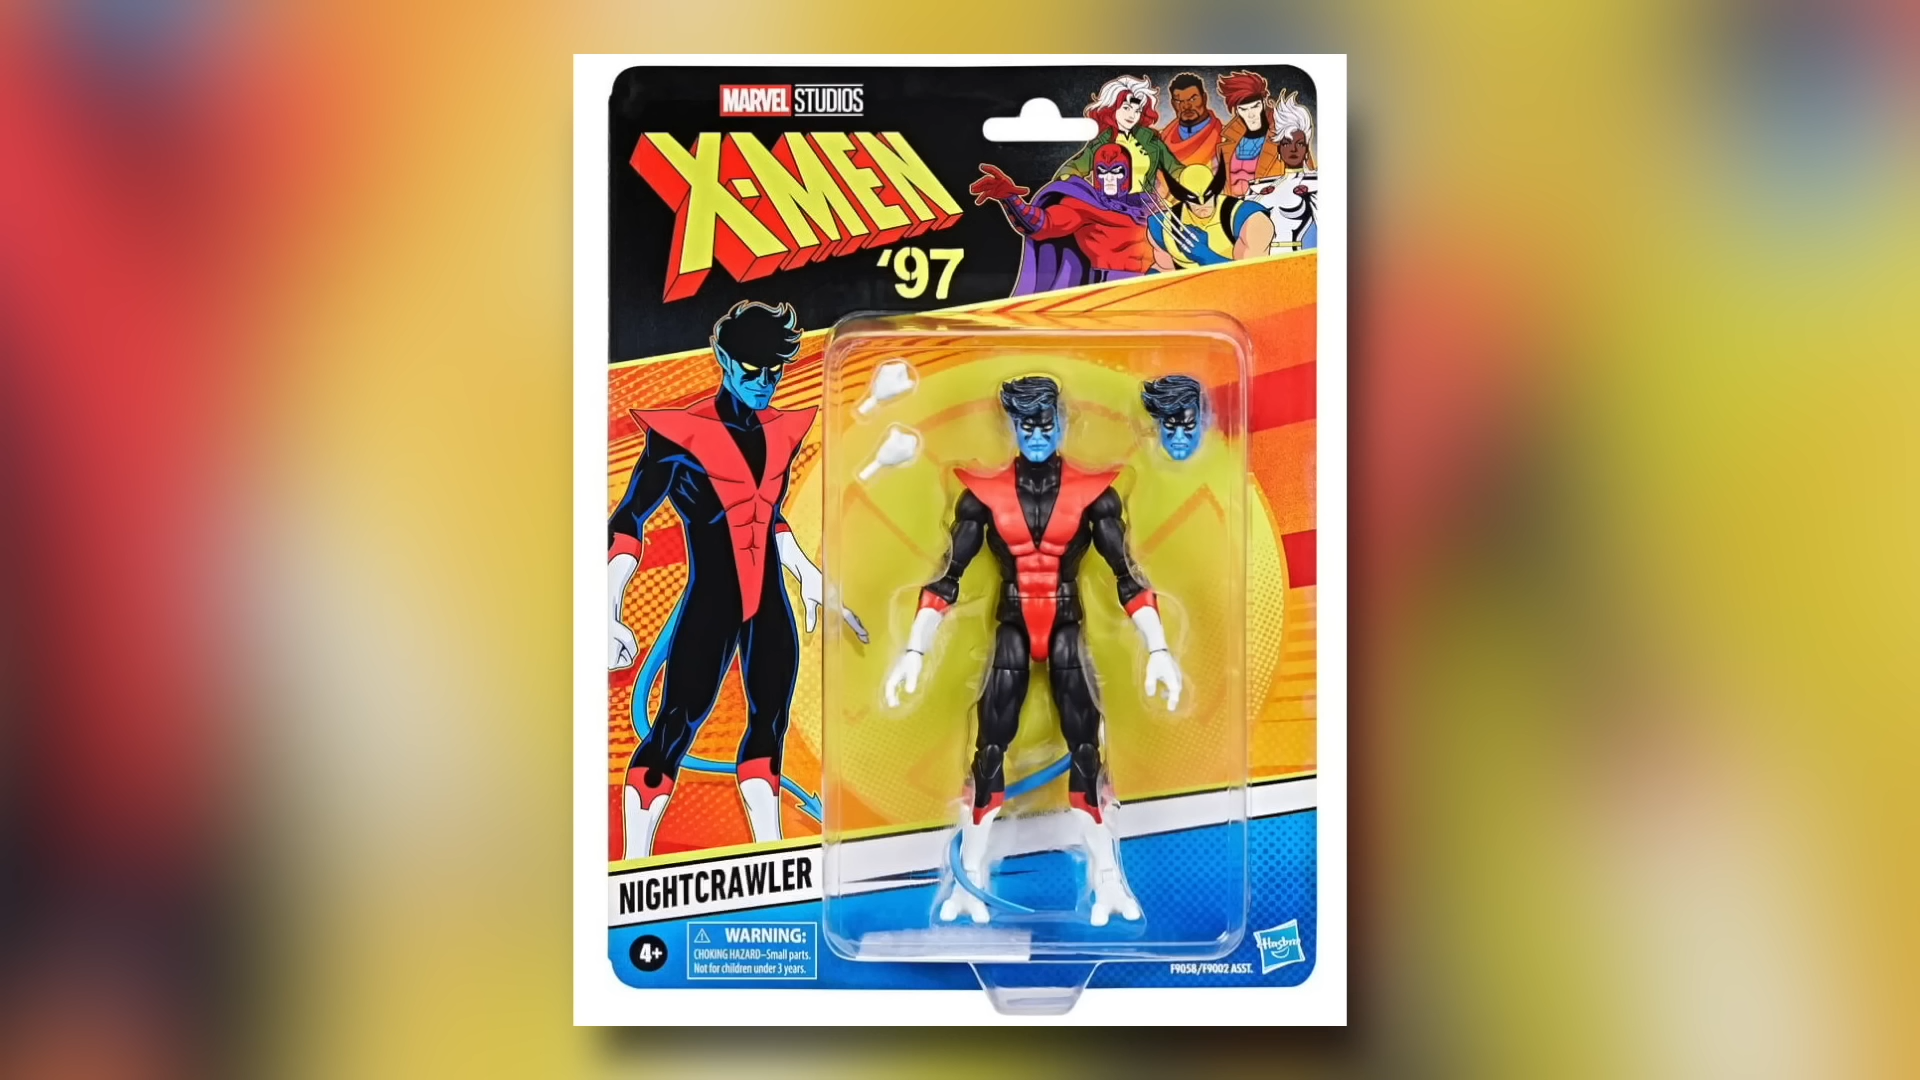 MARVEL STUDIOS
X-MEN
'97
NIGHTCRAWLER
4+
WARNING:
CHOKING HAZARD–Small parts.
Not for children under 3 years.
F9058/F9002 ASST.
Hasbro